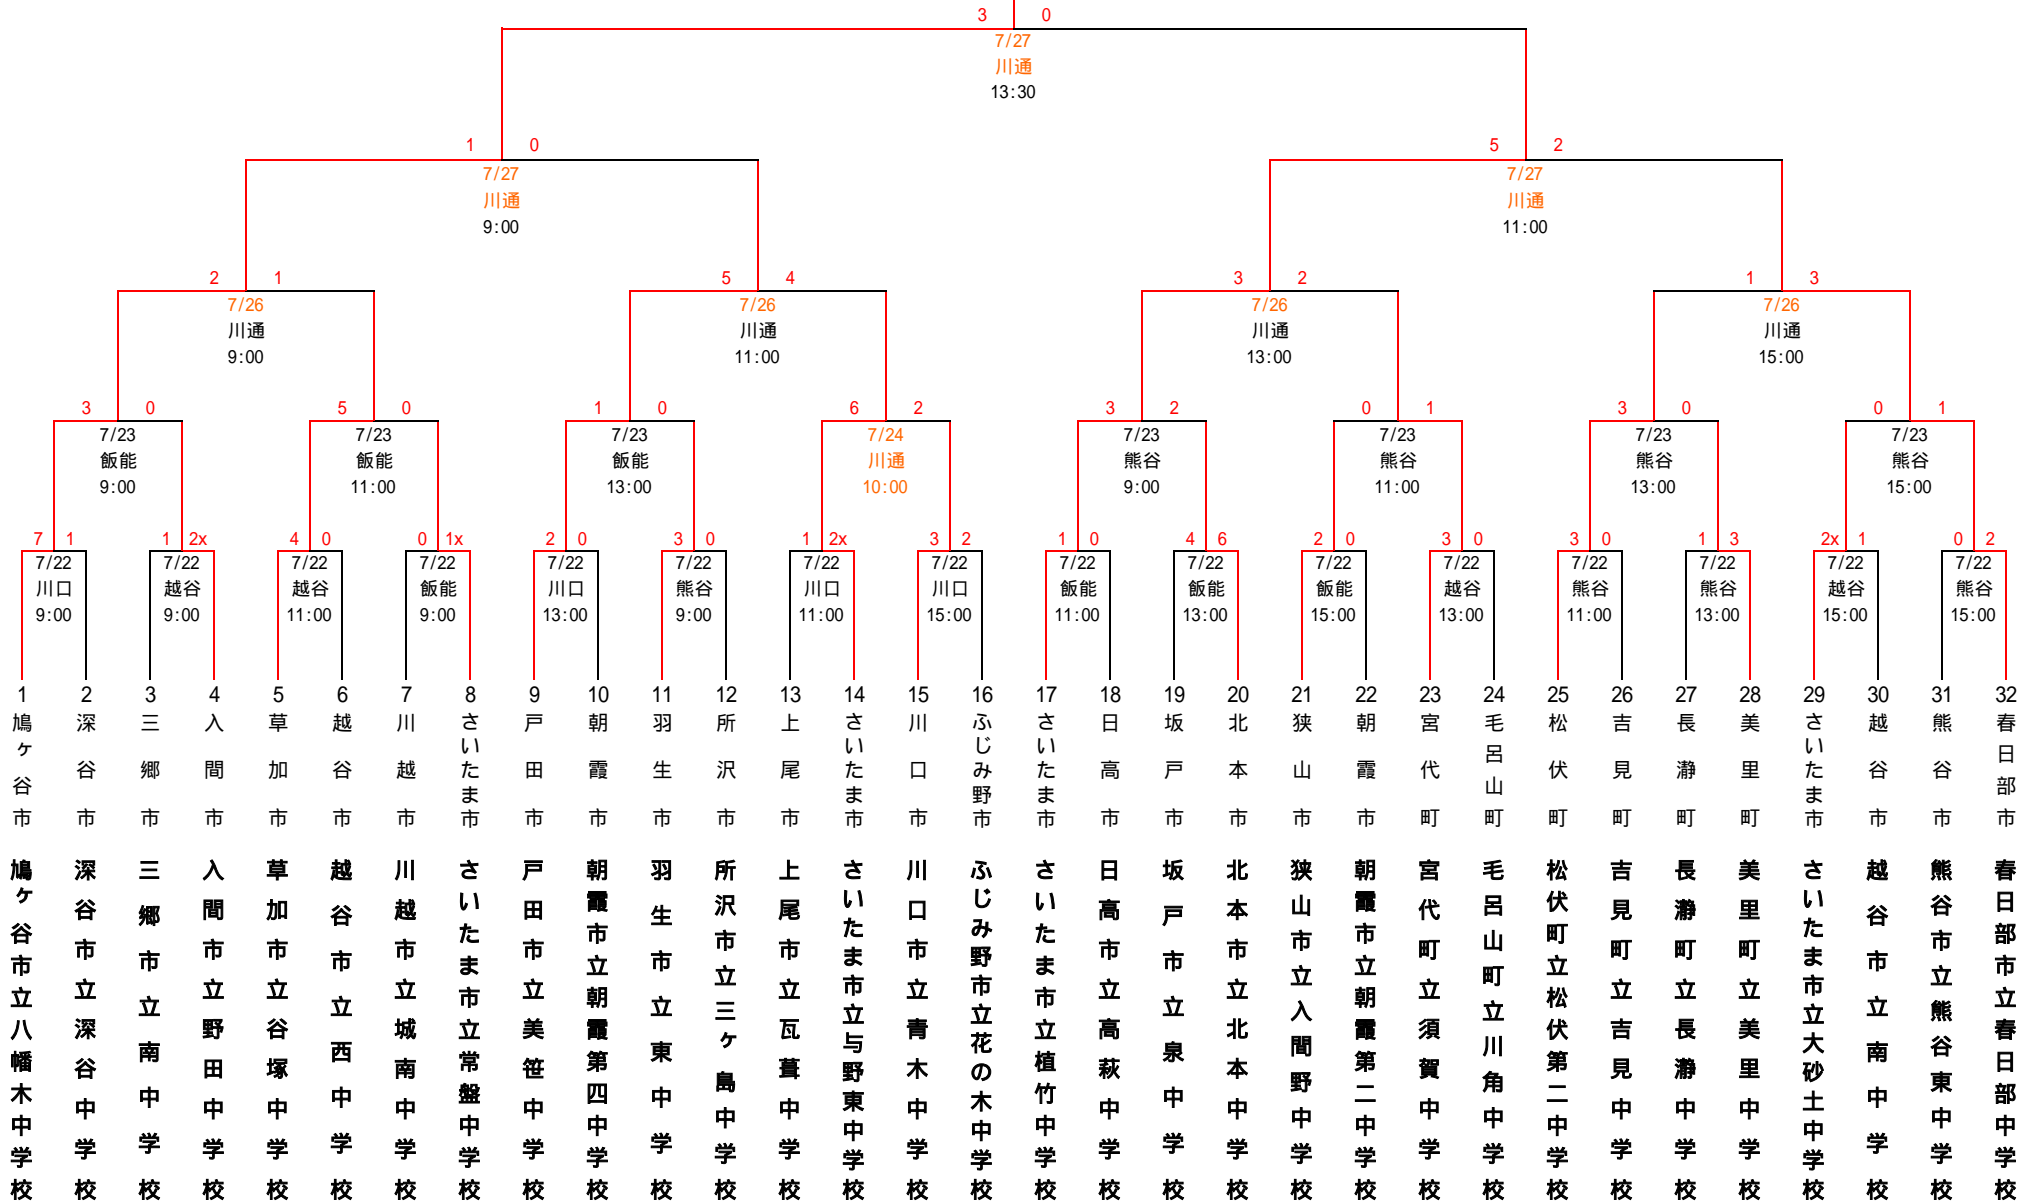 3 0
7/27
川通
13:30
1 0 5 2
7/27 7/27
川通 川通
9:00 11:00
2 1 5 4 3 2 1 3
7/26 7/26 7/26 7/26
川通 川通 川通 川通
9:00 11:00 13:00 15:00
3 0 5 0 1 0 6 2 3 2 0 1 3 0 0 1
7/23 7/23 7/23 7/24 7/23 7/23 7/23 7/23
飯能 飯能 飯能 川通 熊谷 熊谷 熊谷 熊谷
9:00 11:00 13:00 10:00 9:00 11:00 13:00 15:00
7 1 1 2x 4 0 0 1x 2 0 3 0 1 2x 3 2 1 0 4 6 2 0 3 0 3 0 1 3 2x 1 0 2
7/22 7/22 7/22 7/22 7/22 7/22 7/22 7/22 7/22 7/22 7/22 7/22 7/22 7/22 7/22 7/22
川口 越谷 越谷 飯能 川口 熊谷 川口 川口 飯能 飯能 飯能 越谷 熊谷 熊谷 越谷 熊谷
9:00 9:00 11:00 9:00 13:00 9:00 11:00 15:00 11:00 13:00 15:00 13:00 11:00 13:00 15:00 15:00
1 2 3 4 5 6 7 8 9 10 11 12 13 14 15 16 17 18 19 20 21 22 23 24 25 26 27 28 29 30 31 32
鳩ヶ谷市
深谷市
三郷市
入間市
草加市
越谷市
川越市
さいたま市
戸田市
朝霞市
羽生市
所沢市
上尾市
さいたま市
川口市
ふじみ野市
さいたま市
日高市
坂戸市
北本市
狭山市
朝霞市
宮代町
毛呂山町
松伏町
吉見町
長瀞町
美里町
さいたま市
越谷市
熊谷市
春日部市
鳩ヶ谷市立八幡木中学校
深谷市立深谷中学校
三郷市立南中学校
入間市立野田中学校
草加市立谷塚中学校
越谷市立西中学校
川越市立城南中学校
さいたま市立常盤中学校
戸田市立美笹中学校
朝霞市立朝霞第四中学校
羽生市立東中学校
所沢市立三ヶ島中学校
上尾市立瓦葺中学校
さいたま市立与野東中学校
川口市立青木中学校
ふじみ野市立花の木中学校
さいたま市立植竹中学校
日高市立高萩中学校
坂戸市立泉中学校
北本市立北本中学校
狭山市立入間野中学校
朝霞市立朝霞第二中学校
宮代町立須賀中学校
毛呂山町立川角中学校
松伏町立松伏第二中学校
吉見町立吉見中学校
長瀞町立長瀞中学校
美里町立美里中学校
さいたま市立大砂土中学校
越谷市立南中学校
熊谷市立熊谷東中学校
春日部市立春日部中学校